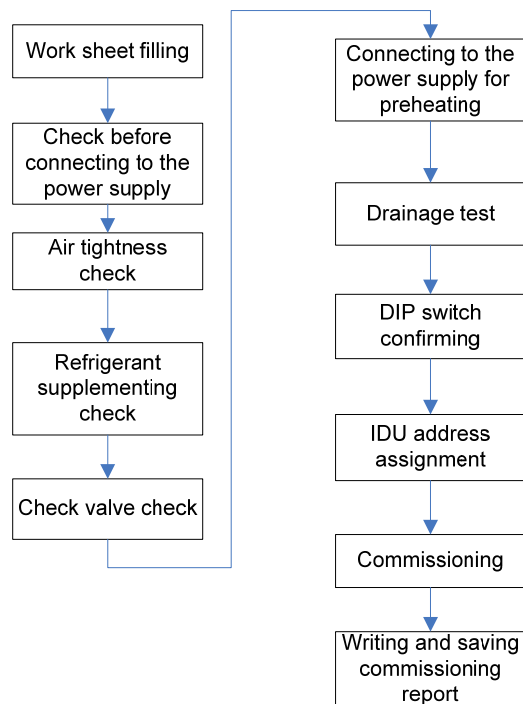 Work sheet filling
Check before
connecting to the
power supply
Air tightness
check
Refrigerant
supplementing
check
Check valve check
Connecting to the
power supply for
preheating
Drainage test
DIP switch
confirming
IDU address
assignment
Commissioning
Writing and saving
commissioning
report